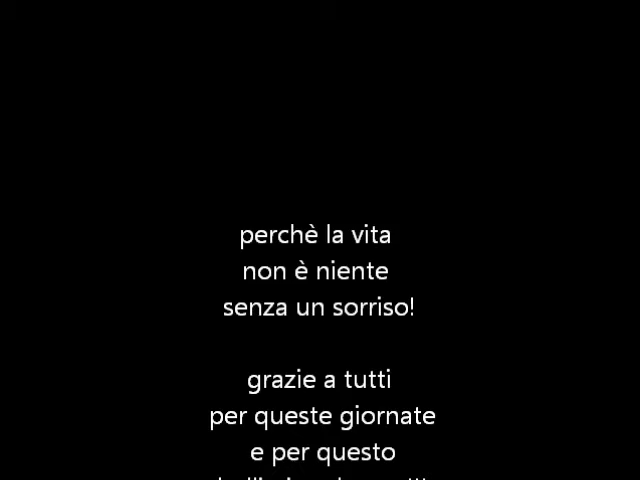 perchè la vita
non è niente
senza un sorriso!
grazie a tutti
per queste giornate
e per questo